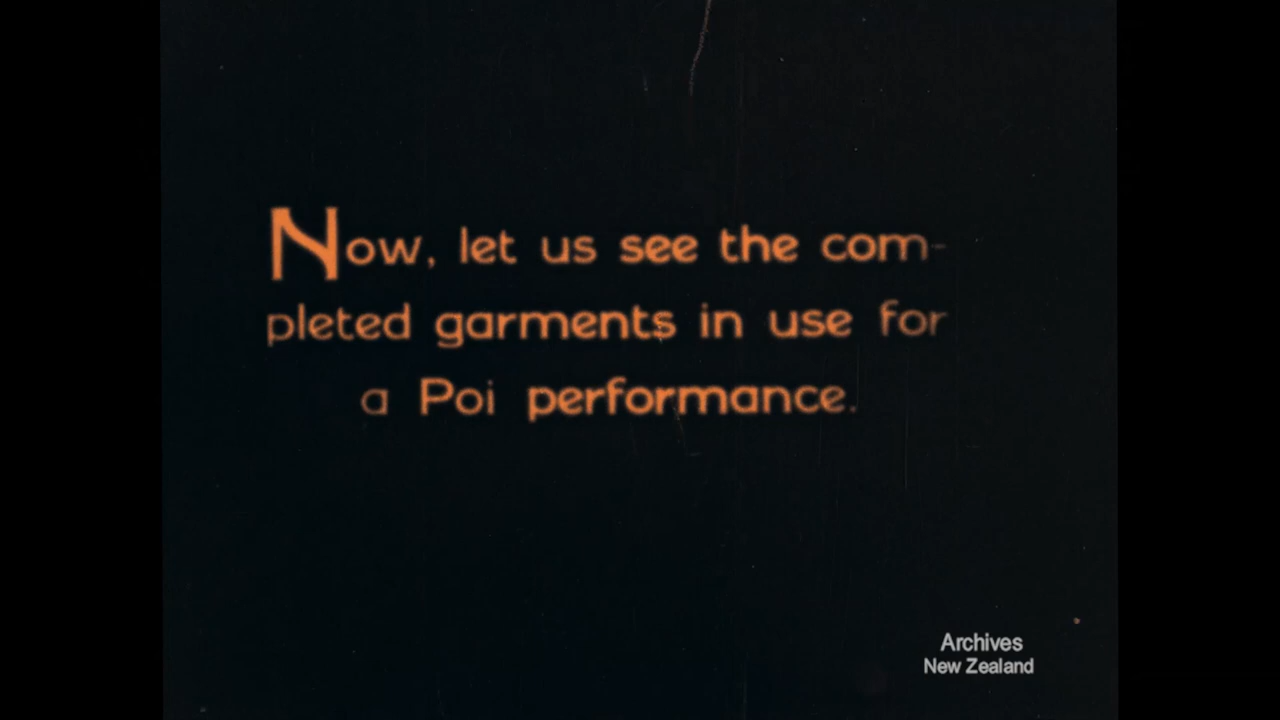 Now, let us see the com-
pleted garments in use for
a Poi performance.
Archives
New Zealand